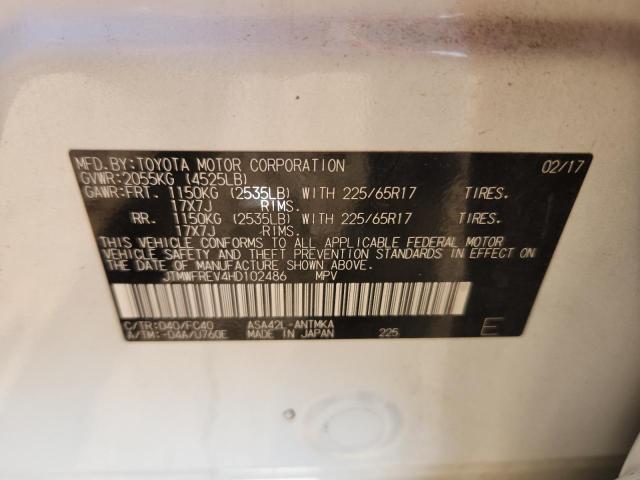 MFD. BY: TOYOTA MOTOR CORPORATION 02/17
GVWR: 2055KG (4525LB)
GAWR: FRT. 1150KG (2535LB) WITH 225/65R17 TIRES.
17X7J RIMS.
RR. 1150KG (2535LB) WITH 225/65R17 TIRES.
17X7J RIMS.
THIS VEHICLE CONFORMS TO ALL APPLICABLE FEDERAL MOTOR
VEHICLE SAFETY AND THEFT PREVENTION STANDARDS IN
EFFECT ON THE DATE OF MANUFACTURE SHOWN ABOVE.
JTMWFREV4HD102486 MPV
C/TR: 040/FC40 ASA42L-ANTMKA
A/TM: -04A/U760E MADE IN JAPAN 225 E